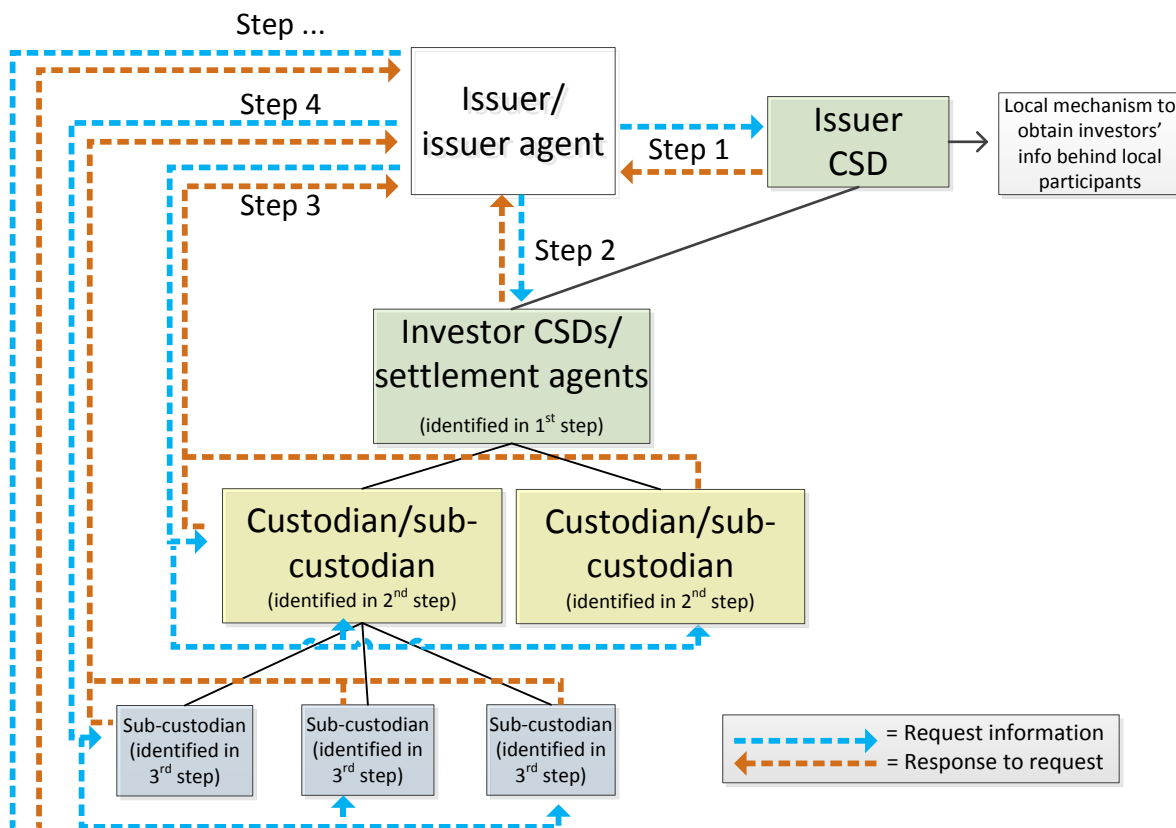 Step ...
Step 4
Step 3
Issuer/
issuer agent
Step 1
Issuer
CSD
Local mechanism to
obtain investors’
info behind local
participants
Step 2
Investor CSDs/
settlement agents
(identified in 1st step)
Custodian/sub-
custodian
(identified in 2nd step)
Custodian/sub-
custodian
(identified in 2nd step)
Sub-custodian
(identified in
3rd step)
Sub-custodian
(identified in
3rd step)
Sub-custodian
(identified in
3rd step)
= Request information
= Response to request